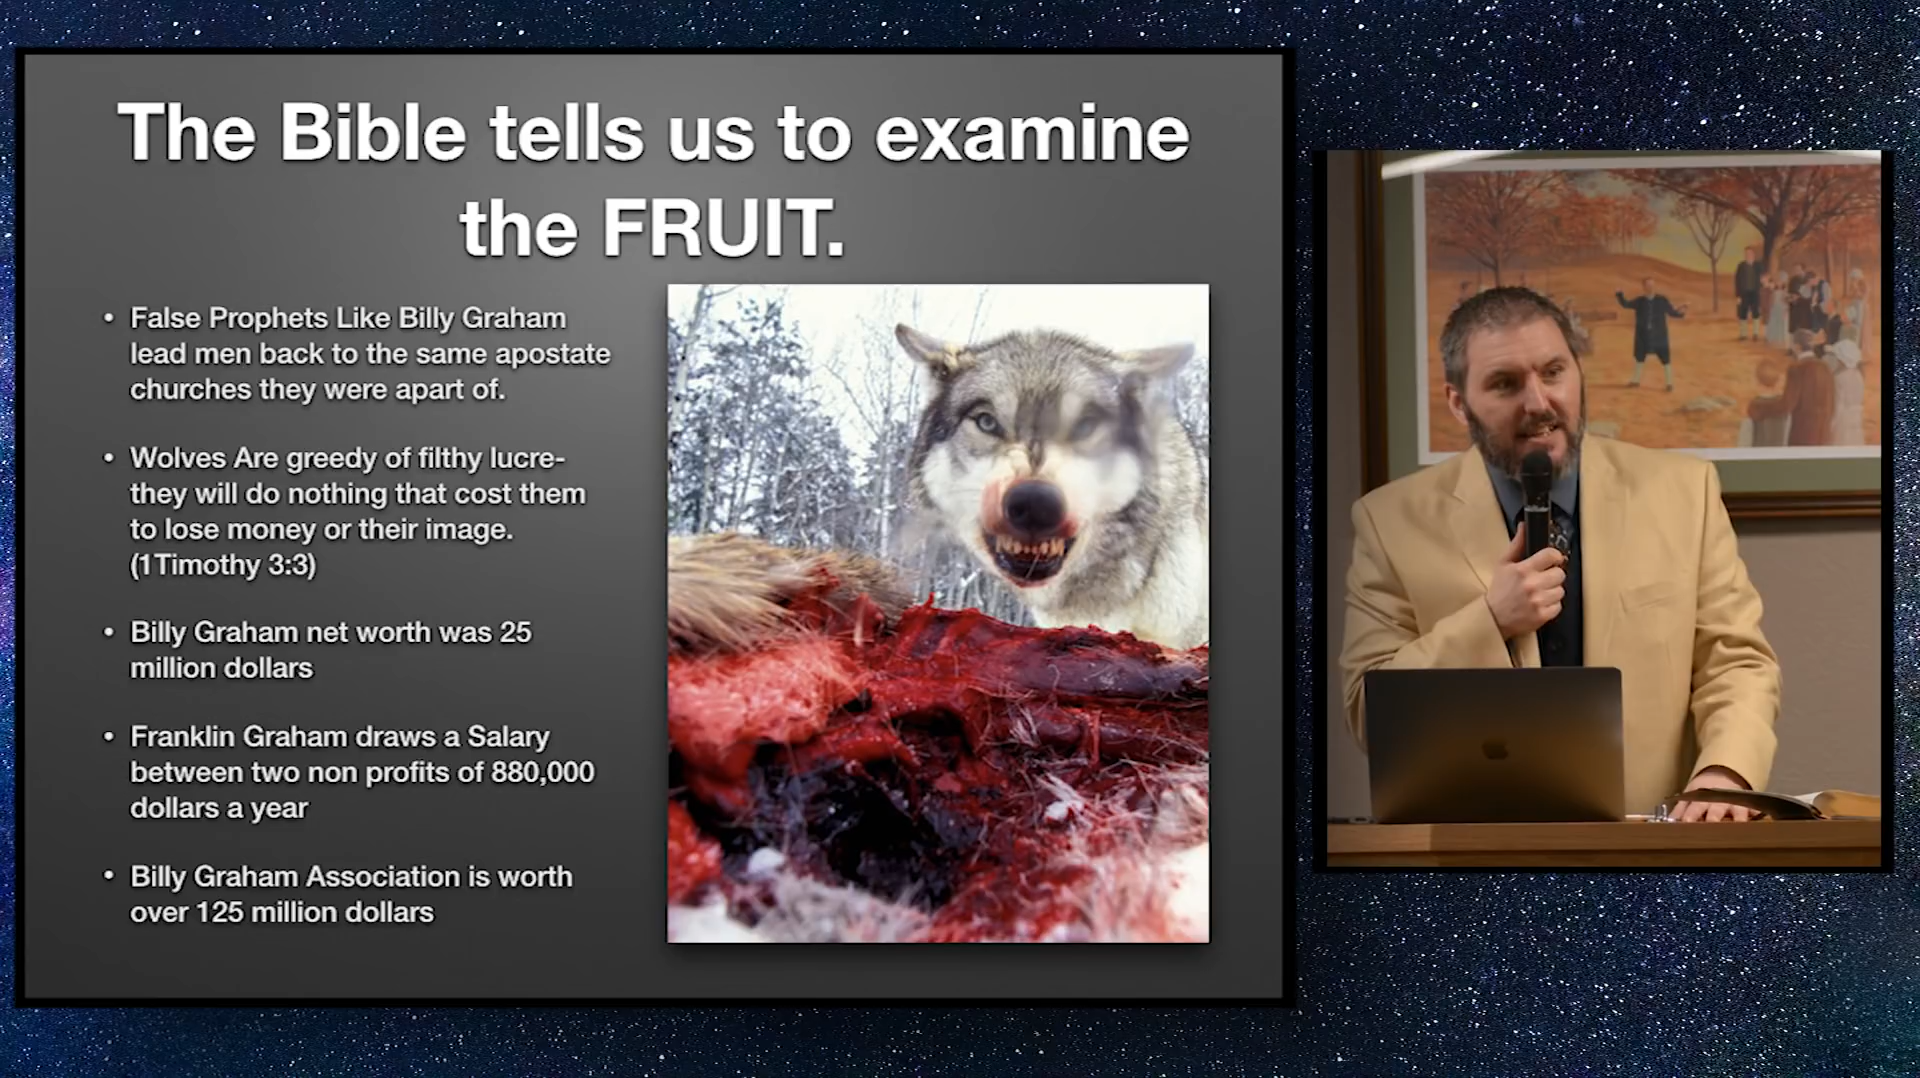 The Bible tells us to examine
the FRUIT.
• False Prophets Like Billy Graham
lead men back to the same apostate
churches they were apart of.
• Wolves Are greedy of filthy lucre-
they will do nothing that cost them
to lose money or their image.
(1Timothy 3:3)
• Billy Graham net worth was 25
million dollars
• Franklin Graham draws a Salary
between two non profits of 880,000
dollars a year
• Billy Graham Association is worth
over 125 million dollars